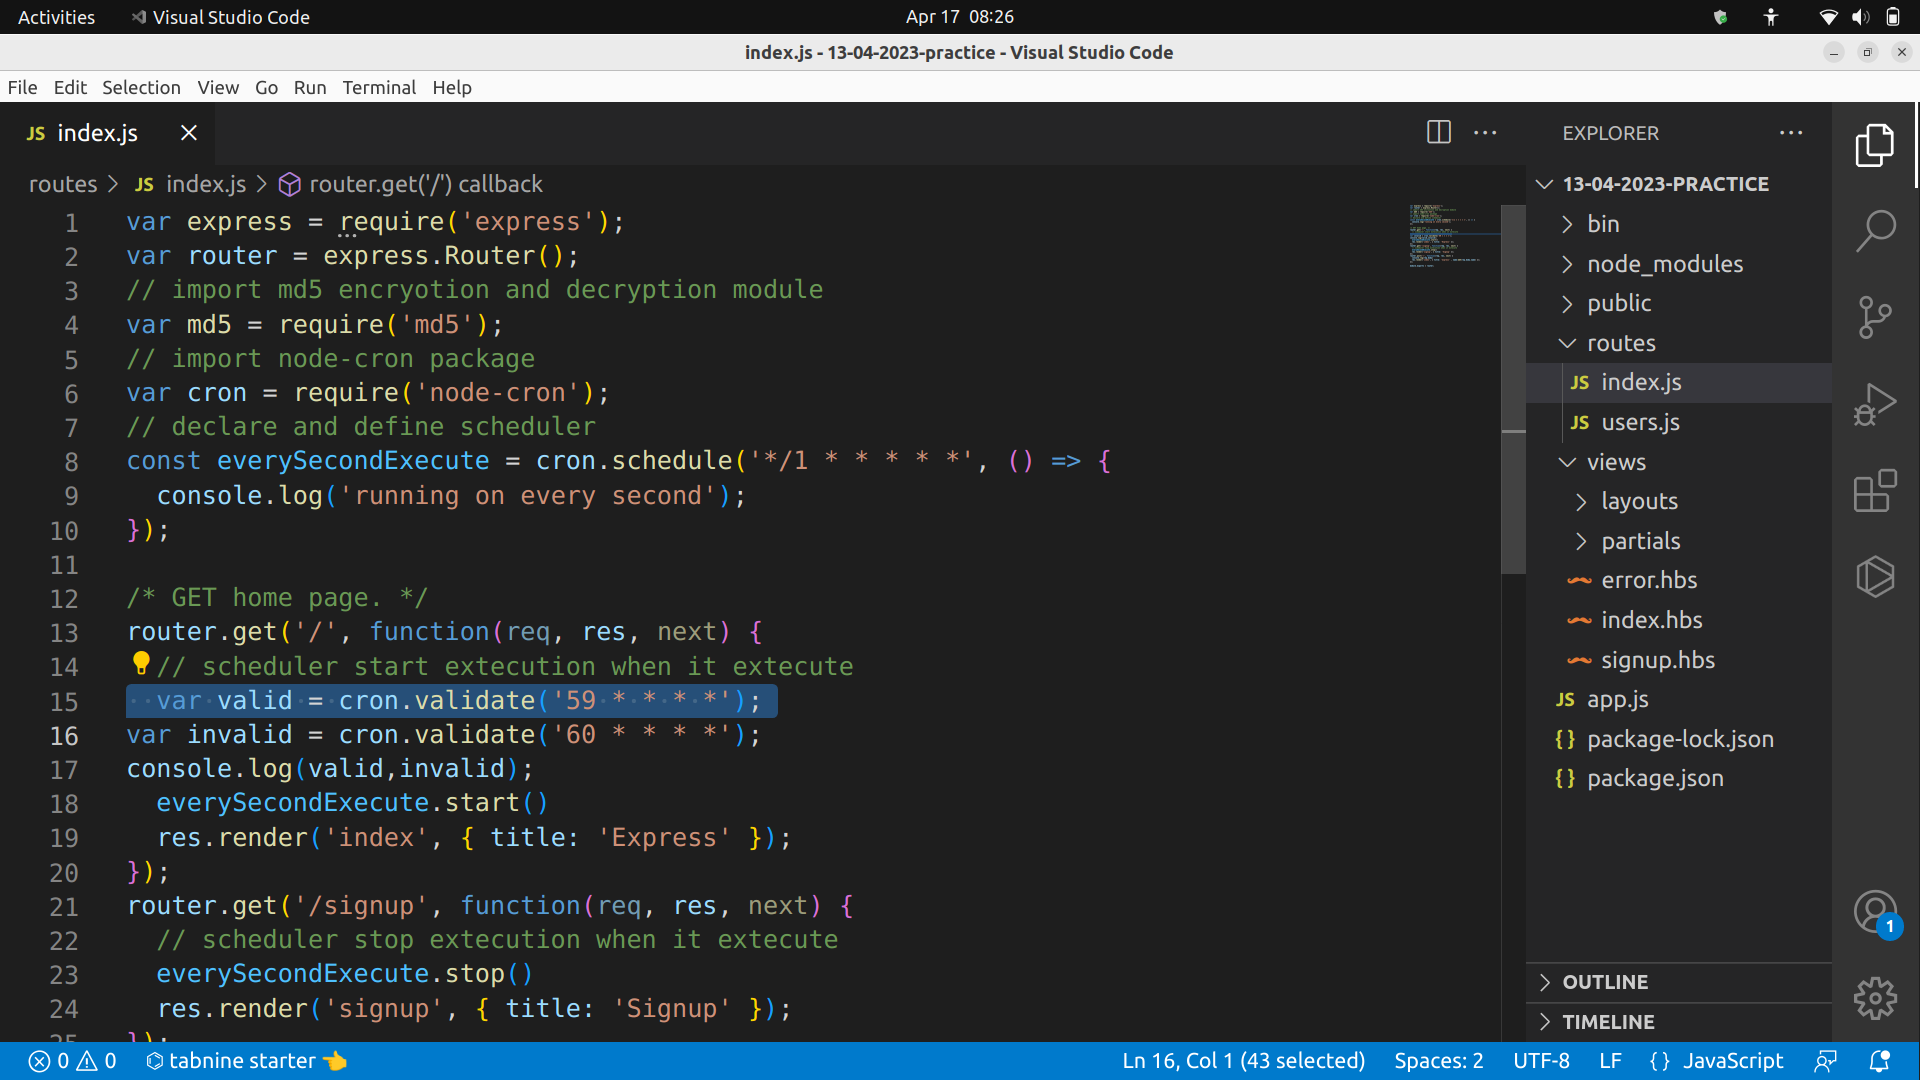 Activities
Visual Studio Code
Apr 17 08:26
index.js - 13-04-2023-practice - Visual Studio Code
File Edit Selection View Go Run Terminal Help
JS index.js
routes > JS index.js > router.get('/') callback
1 var express = require('express');
2 var router = express.Router();
3 // import md5 encryotion and decryption module
4 var md5 = require('md5');
5 // import node-cron package
6 var cron = require('node-cron');
7 // declare and define scheduler
8 const everySecondExecute = cron.schedule('*/1 * * * * *', () => {
9   console.log('running on every second');
10 });
11
12 /* GET home page. */
13 router.get('/', function(req, res, next) {
14   // scheduler start extecution when it extecute
15   var valid = cron.validate('59 * * * *');
16 var invalid = cron.validate('60 * * * *');
17 console.log(valid,invalid);
18   everySecondExecute.start()
19   res.render('index', { title: 'Express' });
20 });
21 router.get('/signup', function(req, res, next) {
22   // scheduler stop extecution when it extecute
23   everySecondExecute.stop()
24   res.render('signup', { title: 'Signup' });
25 });
EXPLORER
13-04-2023-PRACTICE
bin
node_modules
public
routes
JS index.js
JS users.js
views
layouts
partials
error.hbs
index.hbs
signup.hbs
JS app.js
{} package-lock.json
{} package.json
OUTLINE
TIMELINE
1
0 0 tabnine starter
Ln 16, Col 1 (43 selected) Spaces: 2 UTF-8 LF {} JavaScript